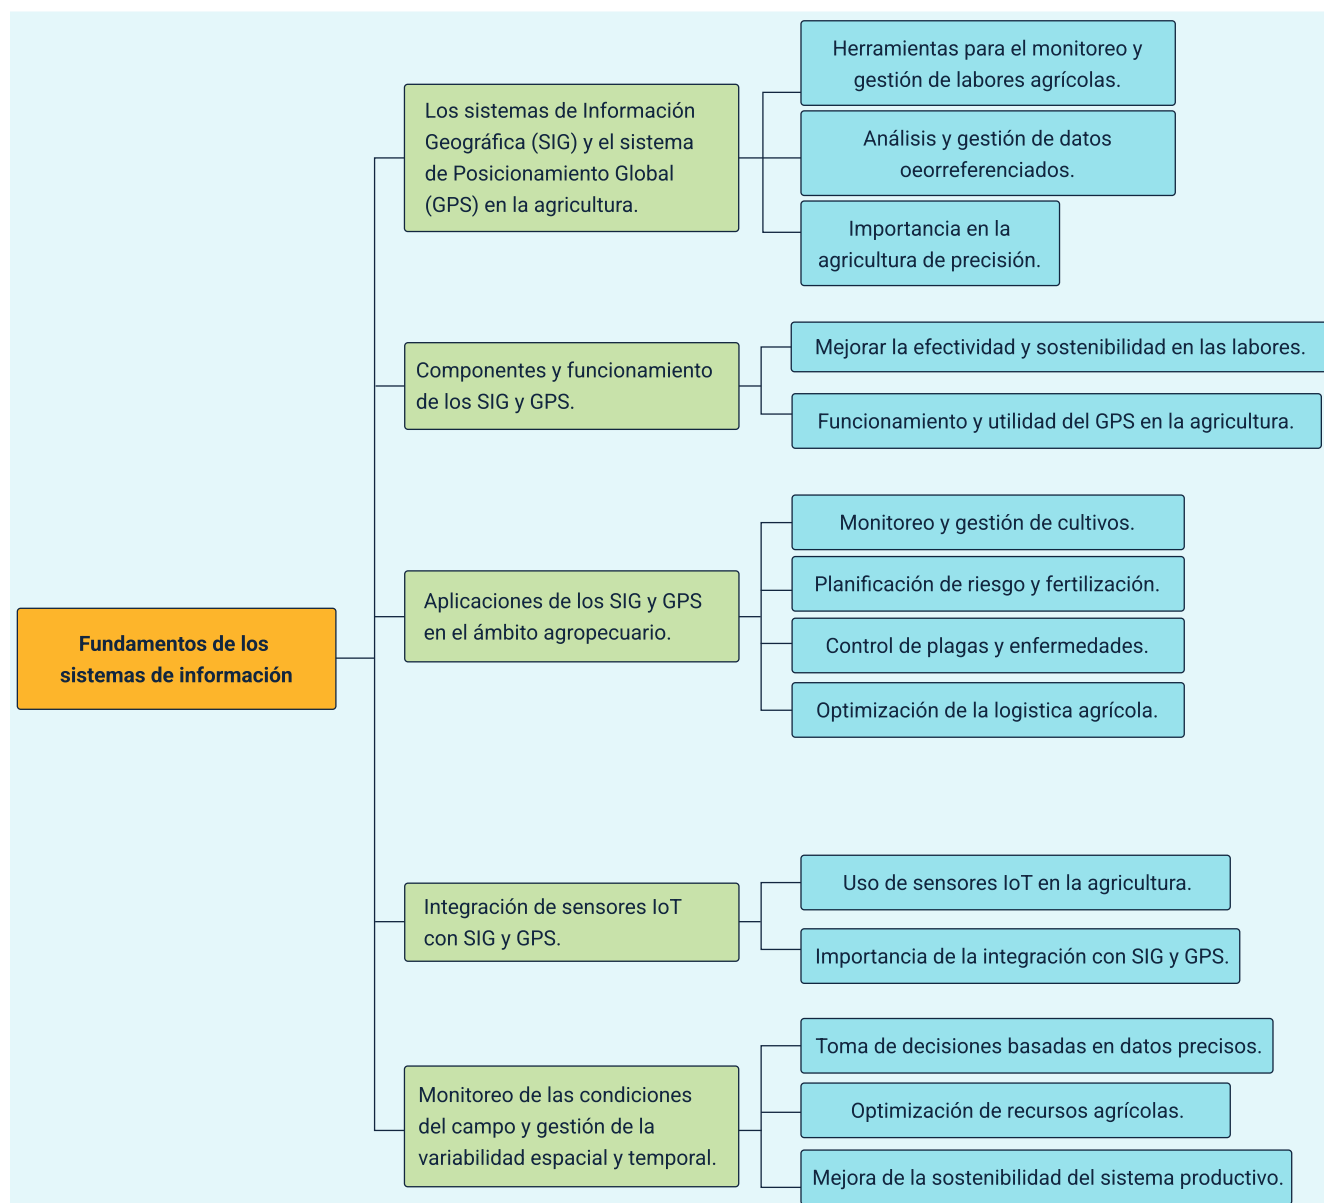 Fundamentos de los
sistemas de información
Los sistemas de Información
Geográfica (SIG) y el sistema
de Posicionamiento Global
(GPS) en la agricultura.
Herramientas para el monitoreo y
gestión de labores agrícolas.
Análisis y gestión de datos
oeorreferenciados.
Importancia en la
agricultura de precisión.
Componentes y funcionamiento
de los SIG y GPS.
Mejorar la efectividad y sostenibilidad en las labores.
Funcionamiento y utilidad del GPS en la agricultura.
Aplicaciones de los SIG y GPS
en el ámbito agropecuario.
Monitoreo y gestión de cultivos.
Planificación de riesgo y fertilización.
Control de plagas y enfermedades.
Optimización de la logistica agrícola.
Integración de sensores IoT
con SIG y GPS.
Uso de sensores IoT en la agricultura.
Importancia de la integración con SIG y GPS.
Monitoreo de las condiciones
del campo y gestión de la
variabilidad espacial y temporal.
Toma de decisiones basadas en datos precisos.
Optimización de recursos agrícolas.
Mejora de la sostenibilidad del sistema productivo.